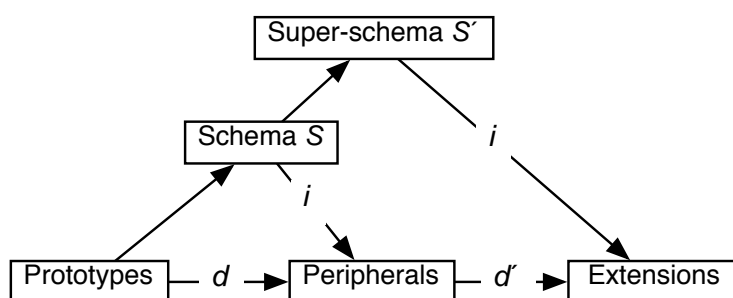 Super-schema S´
Schema S
i
i
Prototypes d Peripherals d´ Extensions